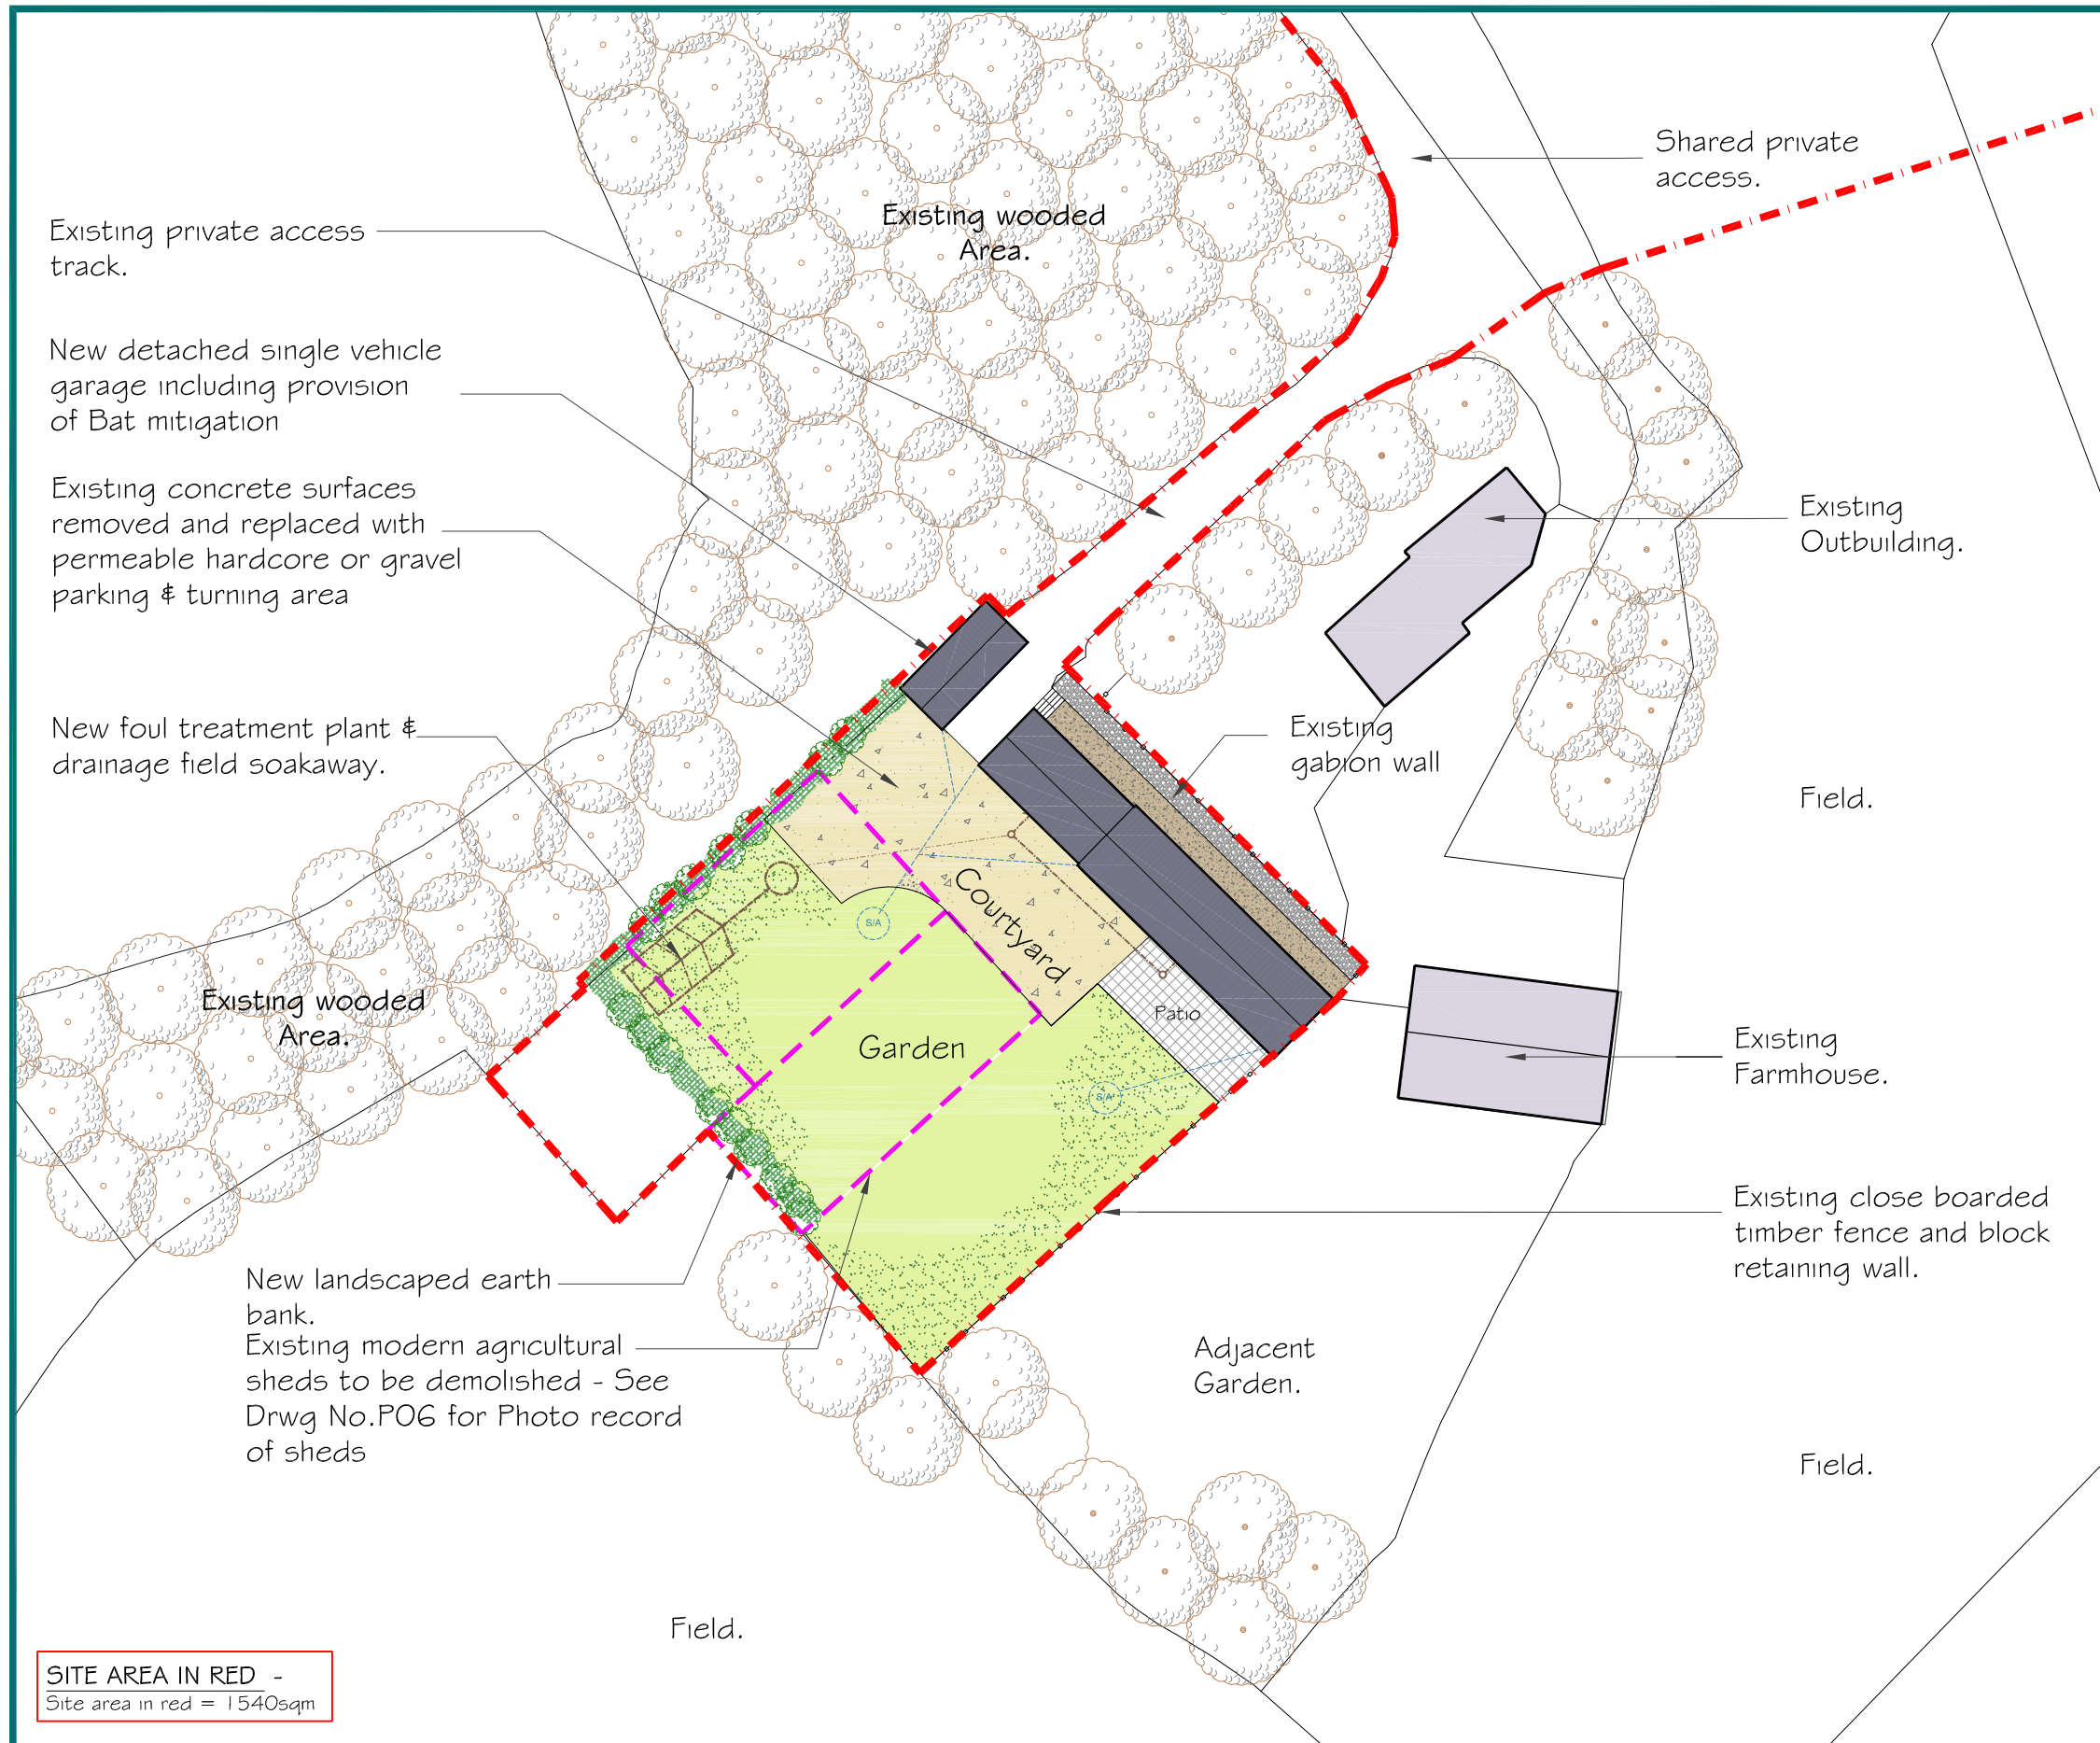 Shared private
access.
Existing wooded
Area.
Existing private access
track.
New detached single vehicle
garage including provision
of Bat mitigation
Existing concrete surfaces
removed and replaced with
permeable hardcore or gravel
parking & turning area
Existing
Outbuilding.
New foul treatment plant &
drainage field soakaway.
Existing
gabion wall
Field.
Courtyard
S/A
Existing wooded
Area.
Patio
Garden
S/A
Existing
Farmhouse.
Existing close boarded
timber fence and block
retaining wall.
New landscaped earth
bank.
Existing modern agricultural
sheds to be demolished - See
Drwg No.P06 for Photo record
of sheds
Adjacent
Garden.
Field.
Field.
SITE AREA IN RED -
Site area in red = 1540sqm